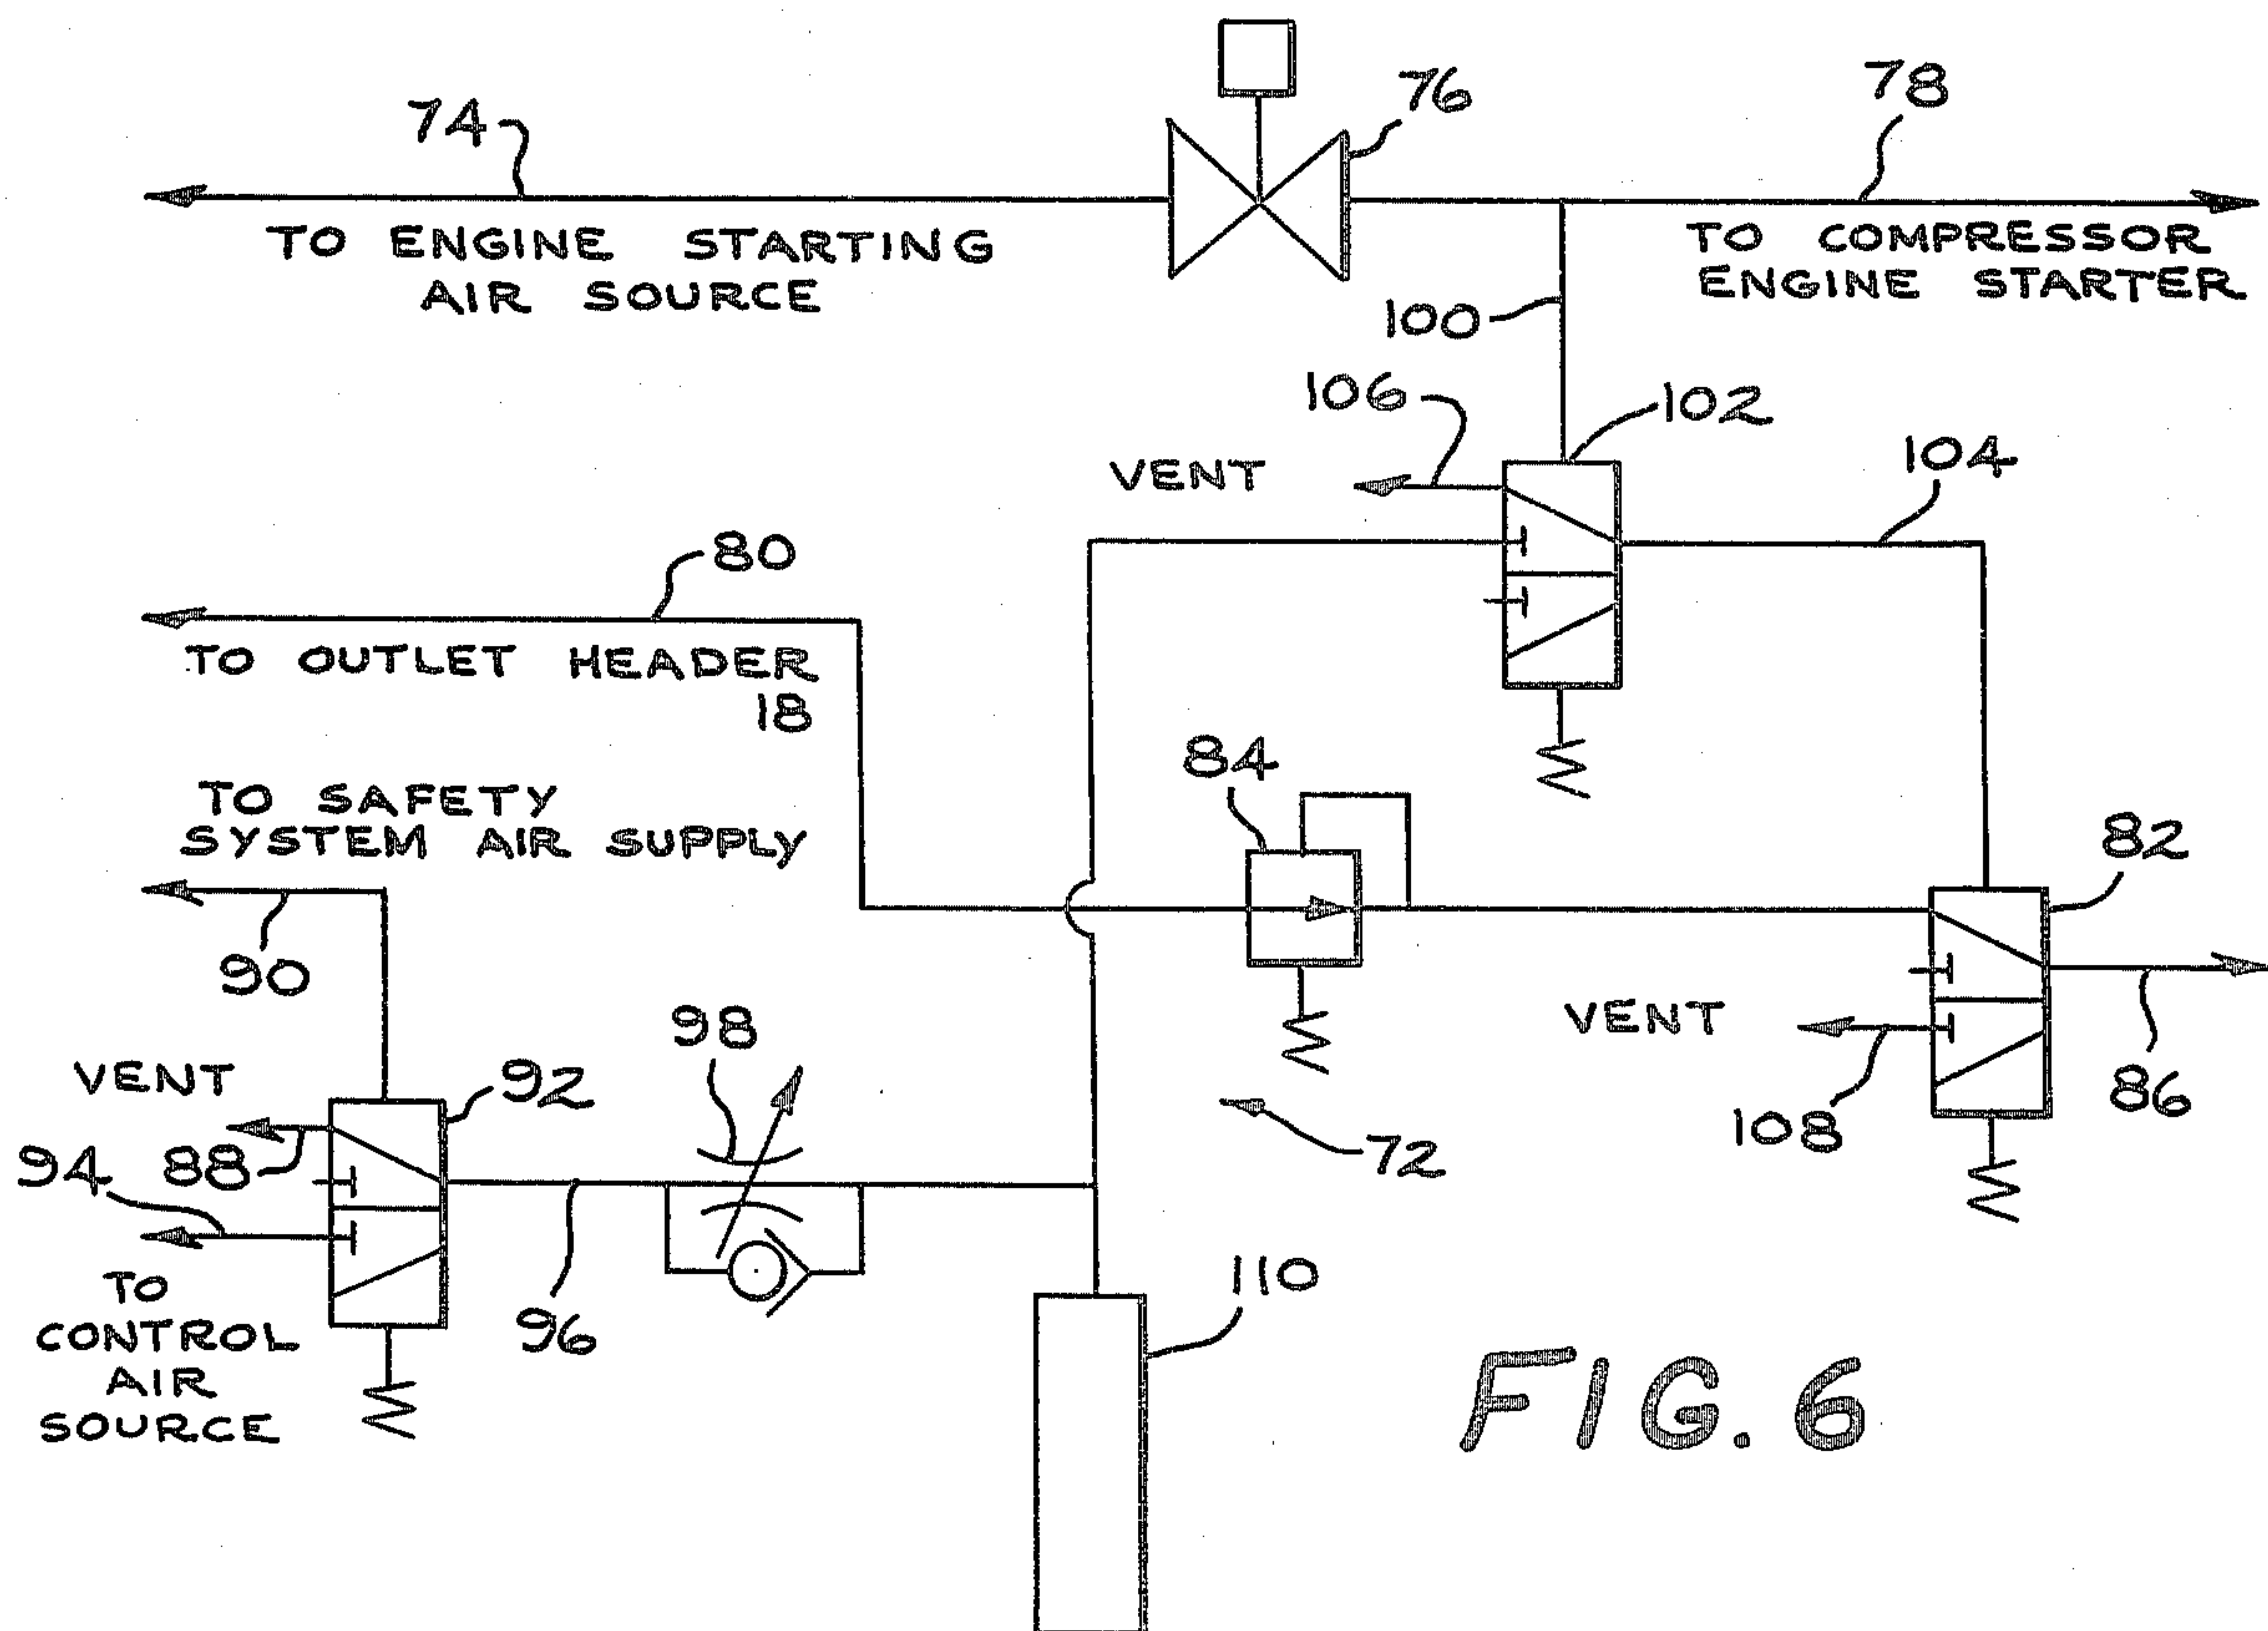 76
78
74
TO ENGINE STARTING
AIR SOURCE
TO COMPRESSOR
ENGINE STARTER
100
106
102
104
VENT
80
TO OUTLET HEADER
18
84
TO SAFETY
SYSTEM AIR SUPPLY
82
90
98
VENT
VENT
92
86
94
88
108
72
96
110
TO
CONTROL
AIR
SOURCE
FIG. 6